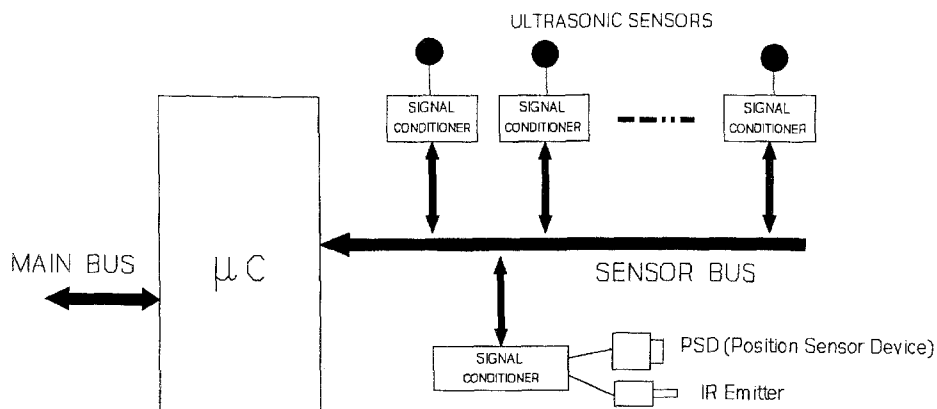 ULTRASONIC SENSORS
SIGNAL
CONDITIONER
SIGNAL
CONDITIONER
SIGNAL
CONDITIONER
MAIN BUS
μC
SENSOR BUS
SIGNAL
CONDITIONER
PSD (Position Sensor Device)
IR Emitter